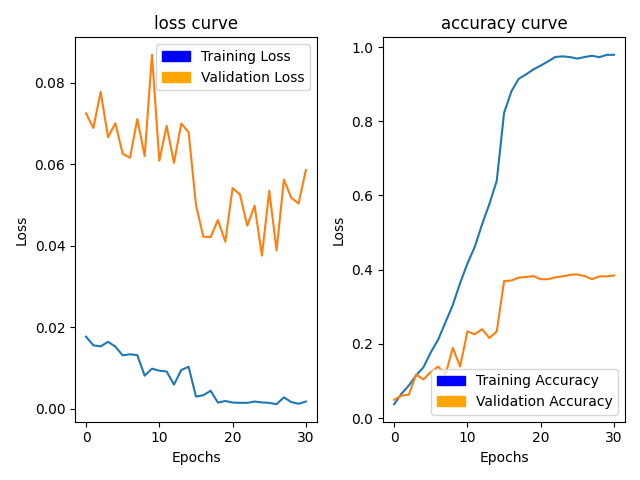 loss curve
Training Loss
Validation Loss
Loss
0.08
0.06
0.04
0.02
0.00
0
10
20
30
Epochs
accuracy curve
Loss
1.0
0.8
0.6
0.4
0.2
0.0
Training Accuracy
Validation Accuracy
0
10
20
30
Epochs